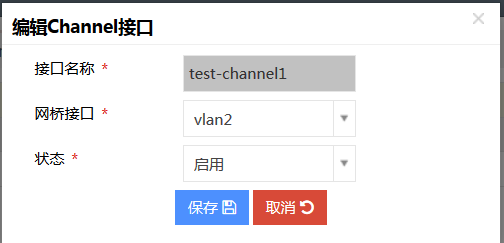 编辑Channel接口
接口名称 * test-channel1
网桥接口 * vlan2
状态 * 启用
保存 取消